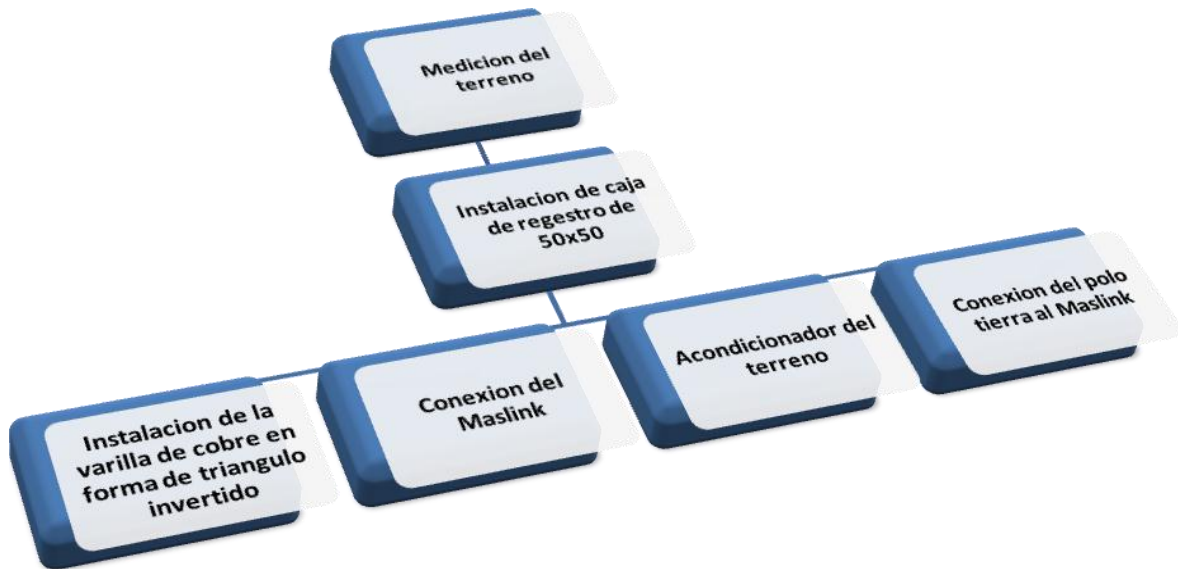 Medicion del
terreno
Instalacion de caja
de regestro de
50x50
Instalacion de la
varilla de cobre en
forma de triangulo
invertido
Conexion del
Maslink
Acondicionador del
terreno
Conexion del polo
tierra al Maslink